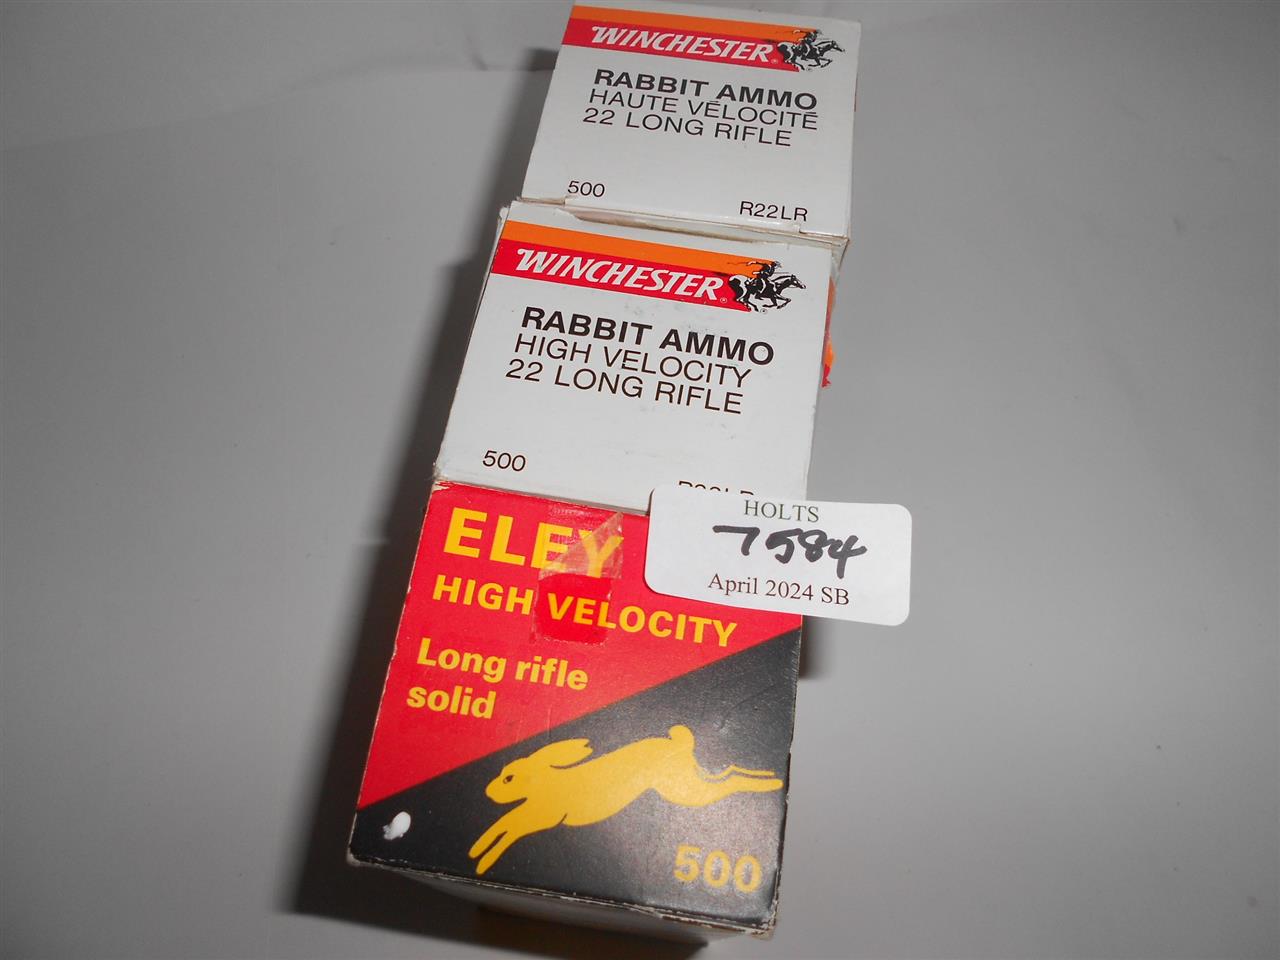 WINCHESTER®
RABBIT AMMO
HAUTE VÉLOCITÉ
22 LONG RIFLE
500
R22LR
WINCHESTER®
RABBIT AMMO
HIGH VELOCITY
22 LONG RIFLE
500
HOLTS
7584
April 2024 SB
ELEY
HIGH VELOCITY
Long rifle
solid
500